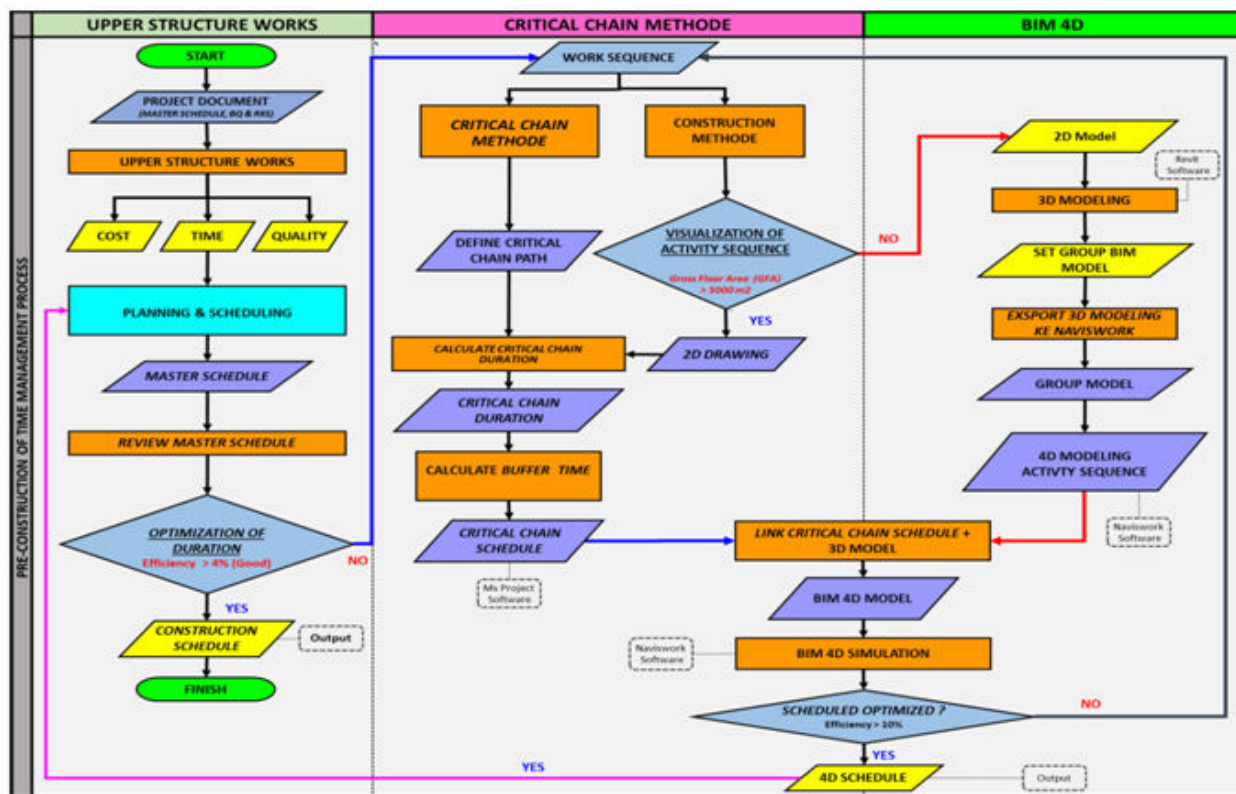 UPPER STRUCTURE WORKS
CRITICAL CHAIN METHODE
BIM 4D
PRE-CONSTRUCTION OF TIME MANAGEMENT PROCESS
START
PROJECT DOCUMENT
(MASTER SCHEDULE, BQ & RKS)
UPPER STRUCTURE WORKS
COST
TIME
QUALITY
PLANNING & SCHEDULING
MASTER SCHEDULE
REVIEW MASTER SCHEDULE
OPTIMIZATION OF
DURATION
Efficiency > 4% (Good)
NO
YES
CONSTRUCTION
SCHEDULE
Output
FINISH
WORK SEQUENCE
CRITICAL CHAIN
METHODE
CONSTRUCTION
METHODE
DEFINE CRITICAL
CHAIN PATH
VISUALIZATION OF
ACTIVITY SEQUENCE
Gross Floor Area (GFA)
> 5000 m2
NO
YES
CALCULATE CRITICAL CHAIN
DURATION
2D DRAWING
CRITICAL CHAIN
DURATION
CALCULATE BUFFER TIME
CRITICAL CHAIN
SCHEDULE
Ms Project
Software
2D Model
Revit
Software
3D MODELING
SET GROUP BIM
MODEL
EXSPORT 3D MODELING
KE NAVISWORK
GROUP MODEL
4D MODELING
ACTIVTY SEQUENCE
Naviswork
Software
LINK CRITICAL CHAIN SCHEDULE +
3D MODEL
BIM 4D MODEL
Naviswork
Software
BIM 4D SIMULATION
SCHEDULED OPTIMIZED ?
Efficiency > 10%
NO
YES
YES
4D SCHEDULE
Output